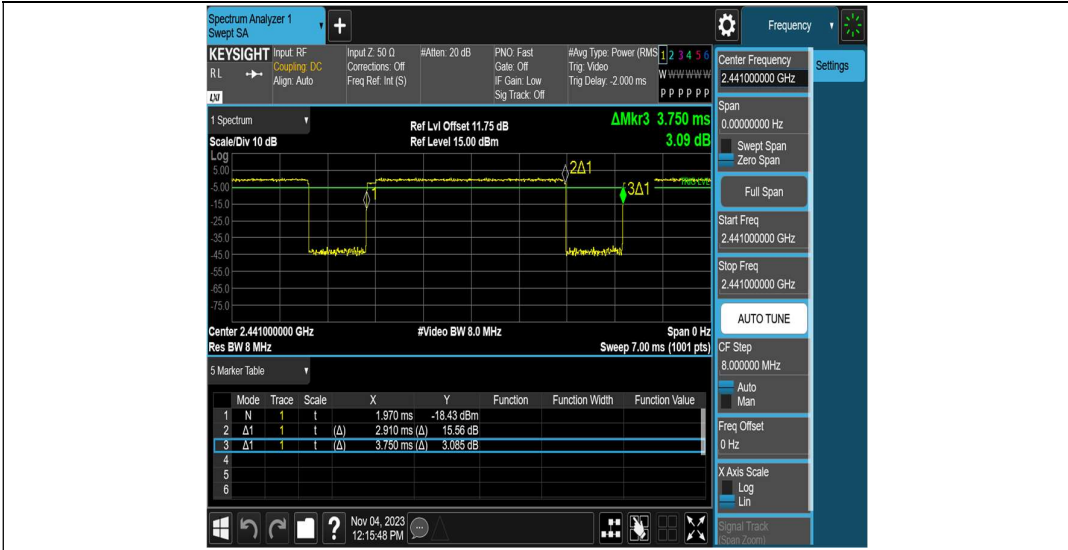 Spectrum Analyzer 1
Swept SA
Frequency
KEYSIGHT
RL
LXI
Input: RF
Coupling: DC
Align: Auto
Input Z: 50 Ω
Corrections: Off
Freq Ref: Int (S)
#Atten: 20 dB
PNO: Fast
Gate: Off
IF Gain: Low
Sig Track: Off
#Avg Type: Power (RMS
Trig: Video
Trig Delay: -2.000 ms
1 2 3 4 5 6
W W W W W W
P P P P P P
1 Spectrum
Scale/Div 10 dB
Ref Lvl Offset 11.75 dB
Ref Level 15.00 dBm
ΔMkr3 3.750 ms
3.09 dB
Log
5.00
-5.00
-15.0
-25.0
-35.0
-45.0
-55.0
-65.0
-75.0
1
2Δ1
3Δ1
Center 2.441000000 GHz
#Video BW 8.0 MHz
Span 0 Hz
Res BW 8 MHz
Sweep 7.00 ms (1001 pts)
5 Marker Table
Mode Trace Scale X Y Function Function Width Function Value
1 N 1 t 1.970 ms -18.43 dBm
2 Δ1 1 t (Δ) 2.910 ms (Δ) 15.56 dB
3 Δ1 1 t (Δ) 3.750 ms (Δ) 3.085 dB
4
5
6
?
Nov 04, 2023
12:15:48 PM
Center Frequency
2.441000000 GHz
Settings
Span
0.00000000 Hz
Swept Span
Zero Span
Full Span
Start Freq
2.441000000 GHz
Stop Freq
2.441000000 GHz
AUTO TUNE
CF Step
8.000000 MHz
Auto
Man
Freq Offset
0 Hz
X Axis Scale
Log
Lin
Signal Track
(Span Zoom)